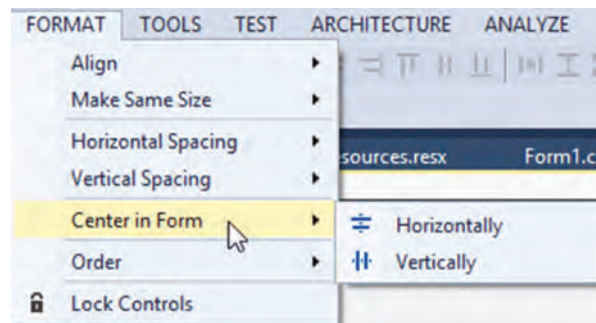 FORMAT TOOLS TEST ARCHITECTURE ANALYZE
Align
Make Same Size
Horizontal Spacing
sources.resx Form1.c
Vertical Spacing
Center in Form
Horizontally
Order
Vertically
Lock Controls